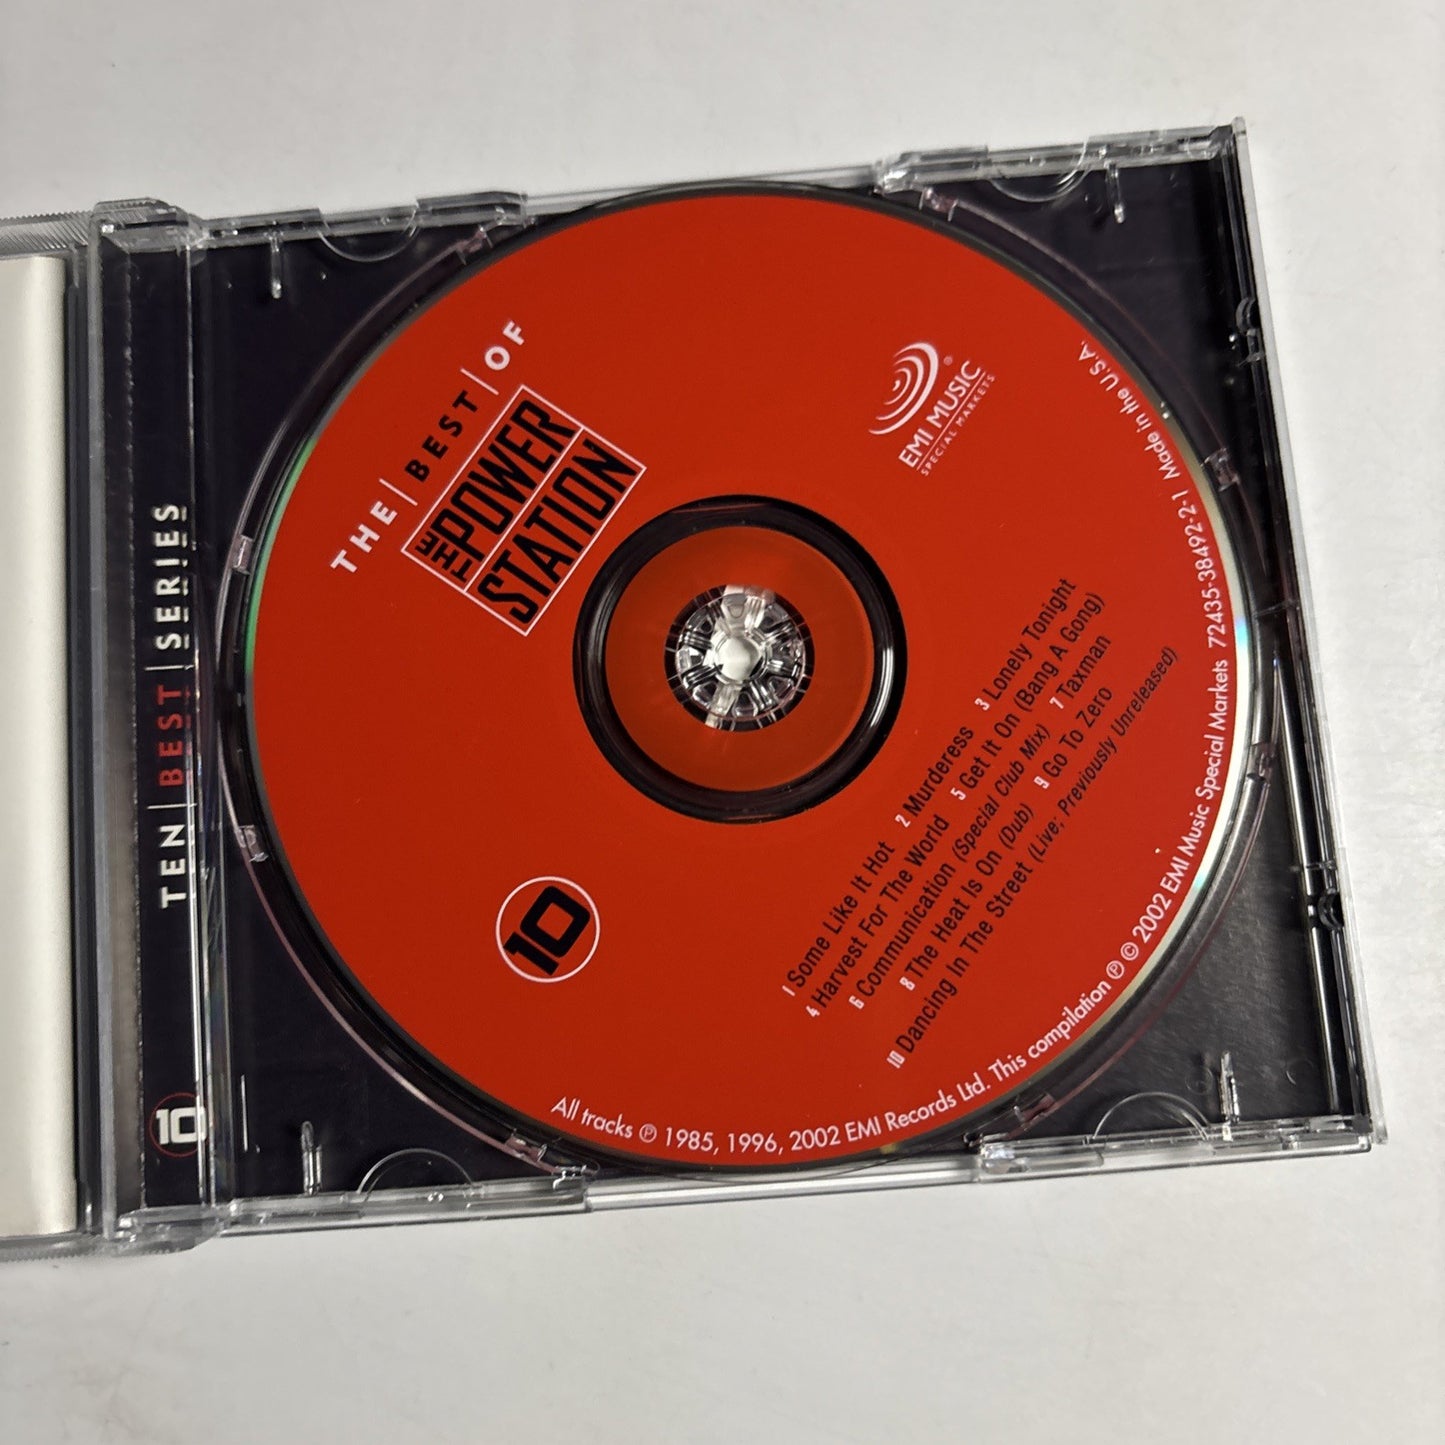 TEN | BEST | SERIES
10
THE | BEST | OF
THE POWER
STATION
EMI MUSIC ®
SPECIAL MARKETS
10
1 Some Like It Hot 2 Murderess 3 Lonely Tonight
4 Harvest For The World 5 Get It On (Bang A Gong)
6 Communication (Special Club Mix) 7 Taxman
8 The Heat Is On (Dub) 9 Go To Zero
10 Dancing In The Street (Live; Previously Unreleased)
All tracks ℗ 1985, 1996, 2002 EMI Records Ltd. This compilation ℗ © 2002 EMI Music Special Markets 72435-38492-2-1 Made in the U.S.A.